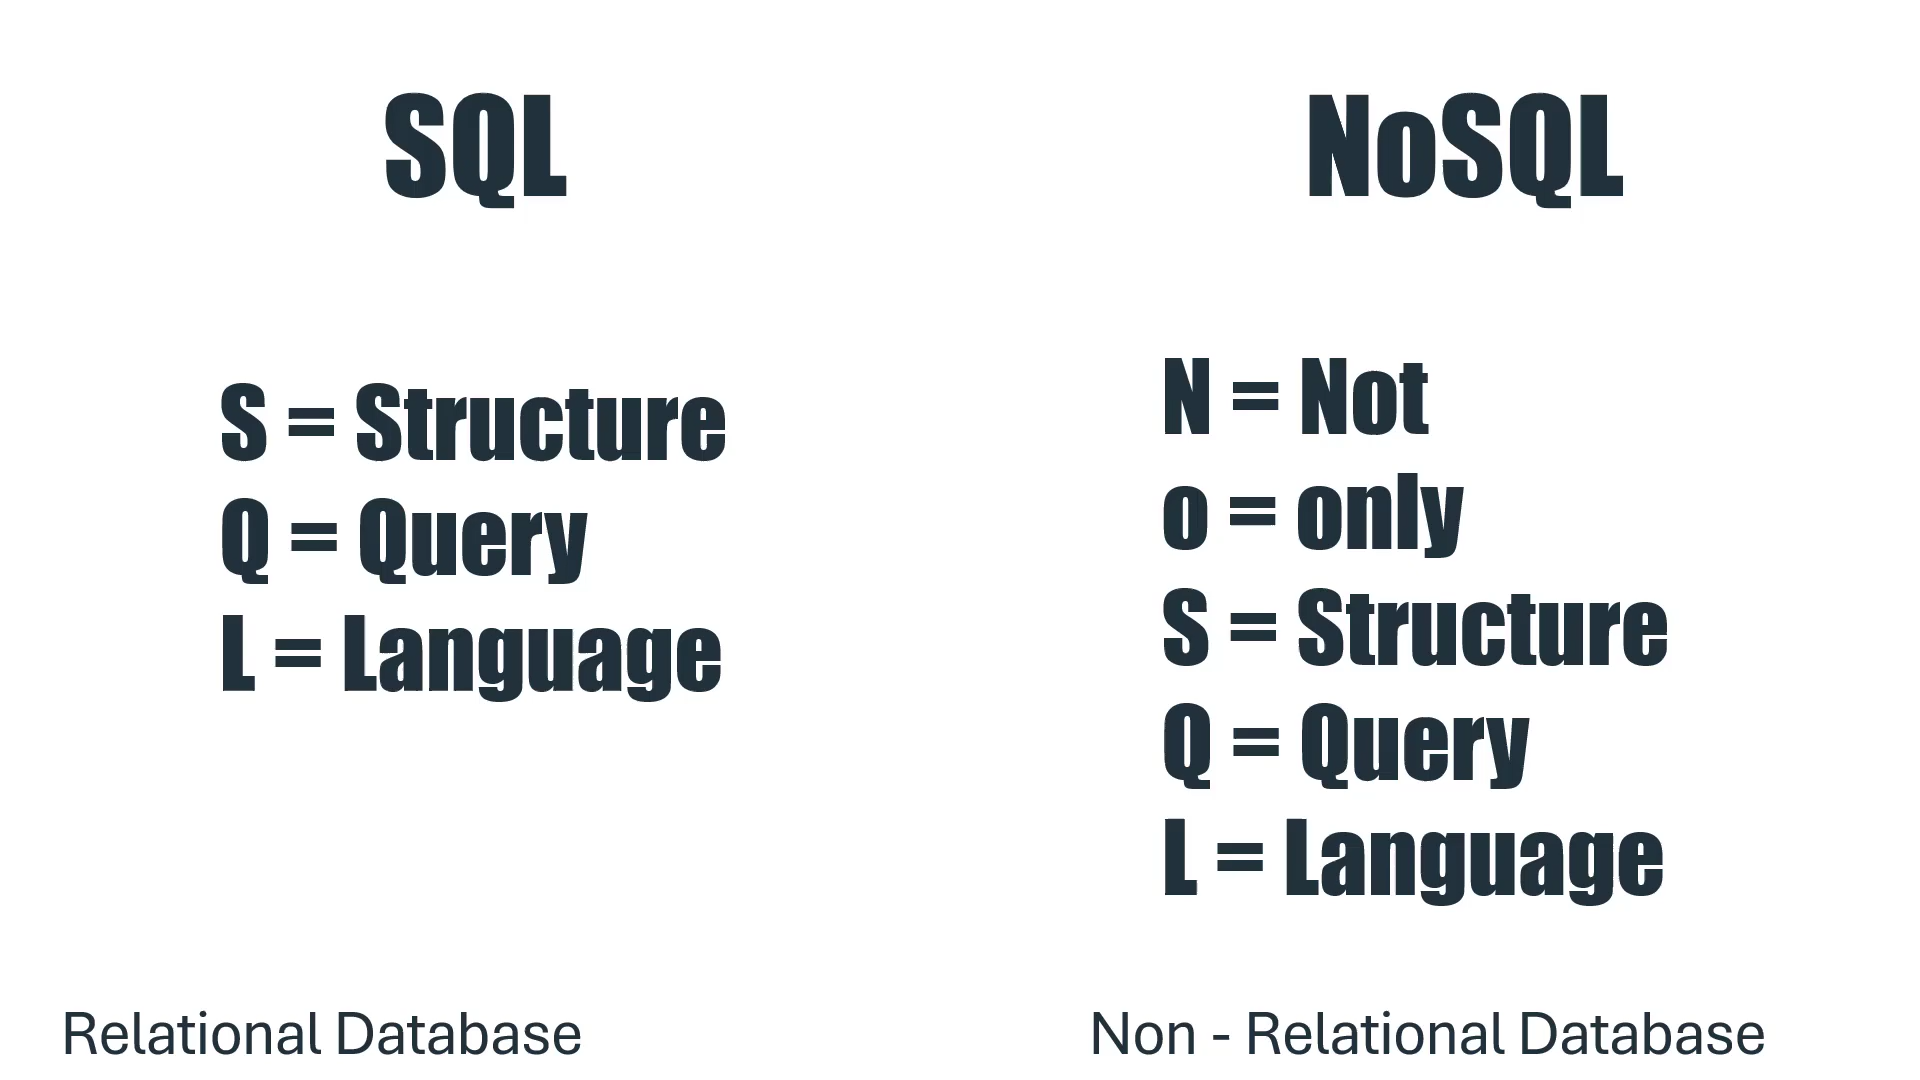 SQL
S = Structure
Q = Query
L = Language
Relational Database
NoSQL
N = Not
o = only
S = Structure
Q = Query
L = Language
Non - Relational Database